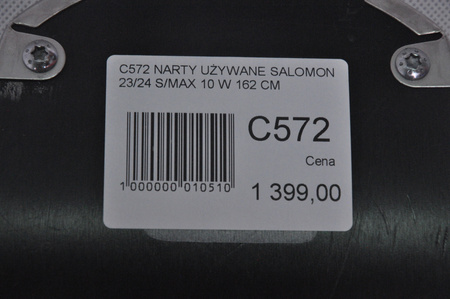 C572 NARTY UŻYWANE SALOMON
23/24 S/MAX 10 W 162 CM
C572
Cena
1 000000 010510
1 399,00